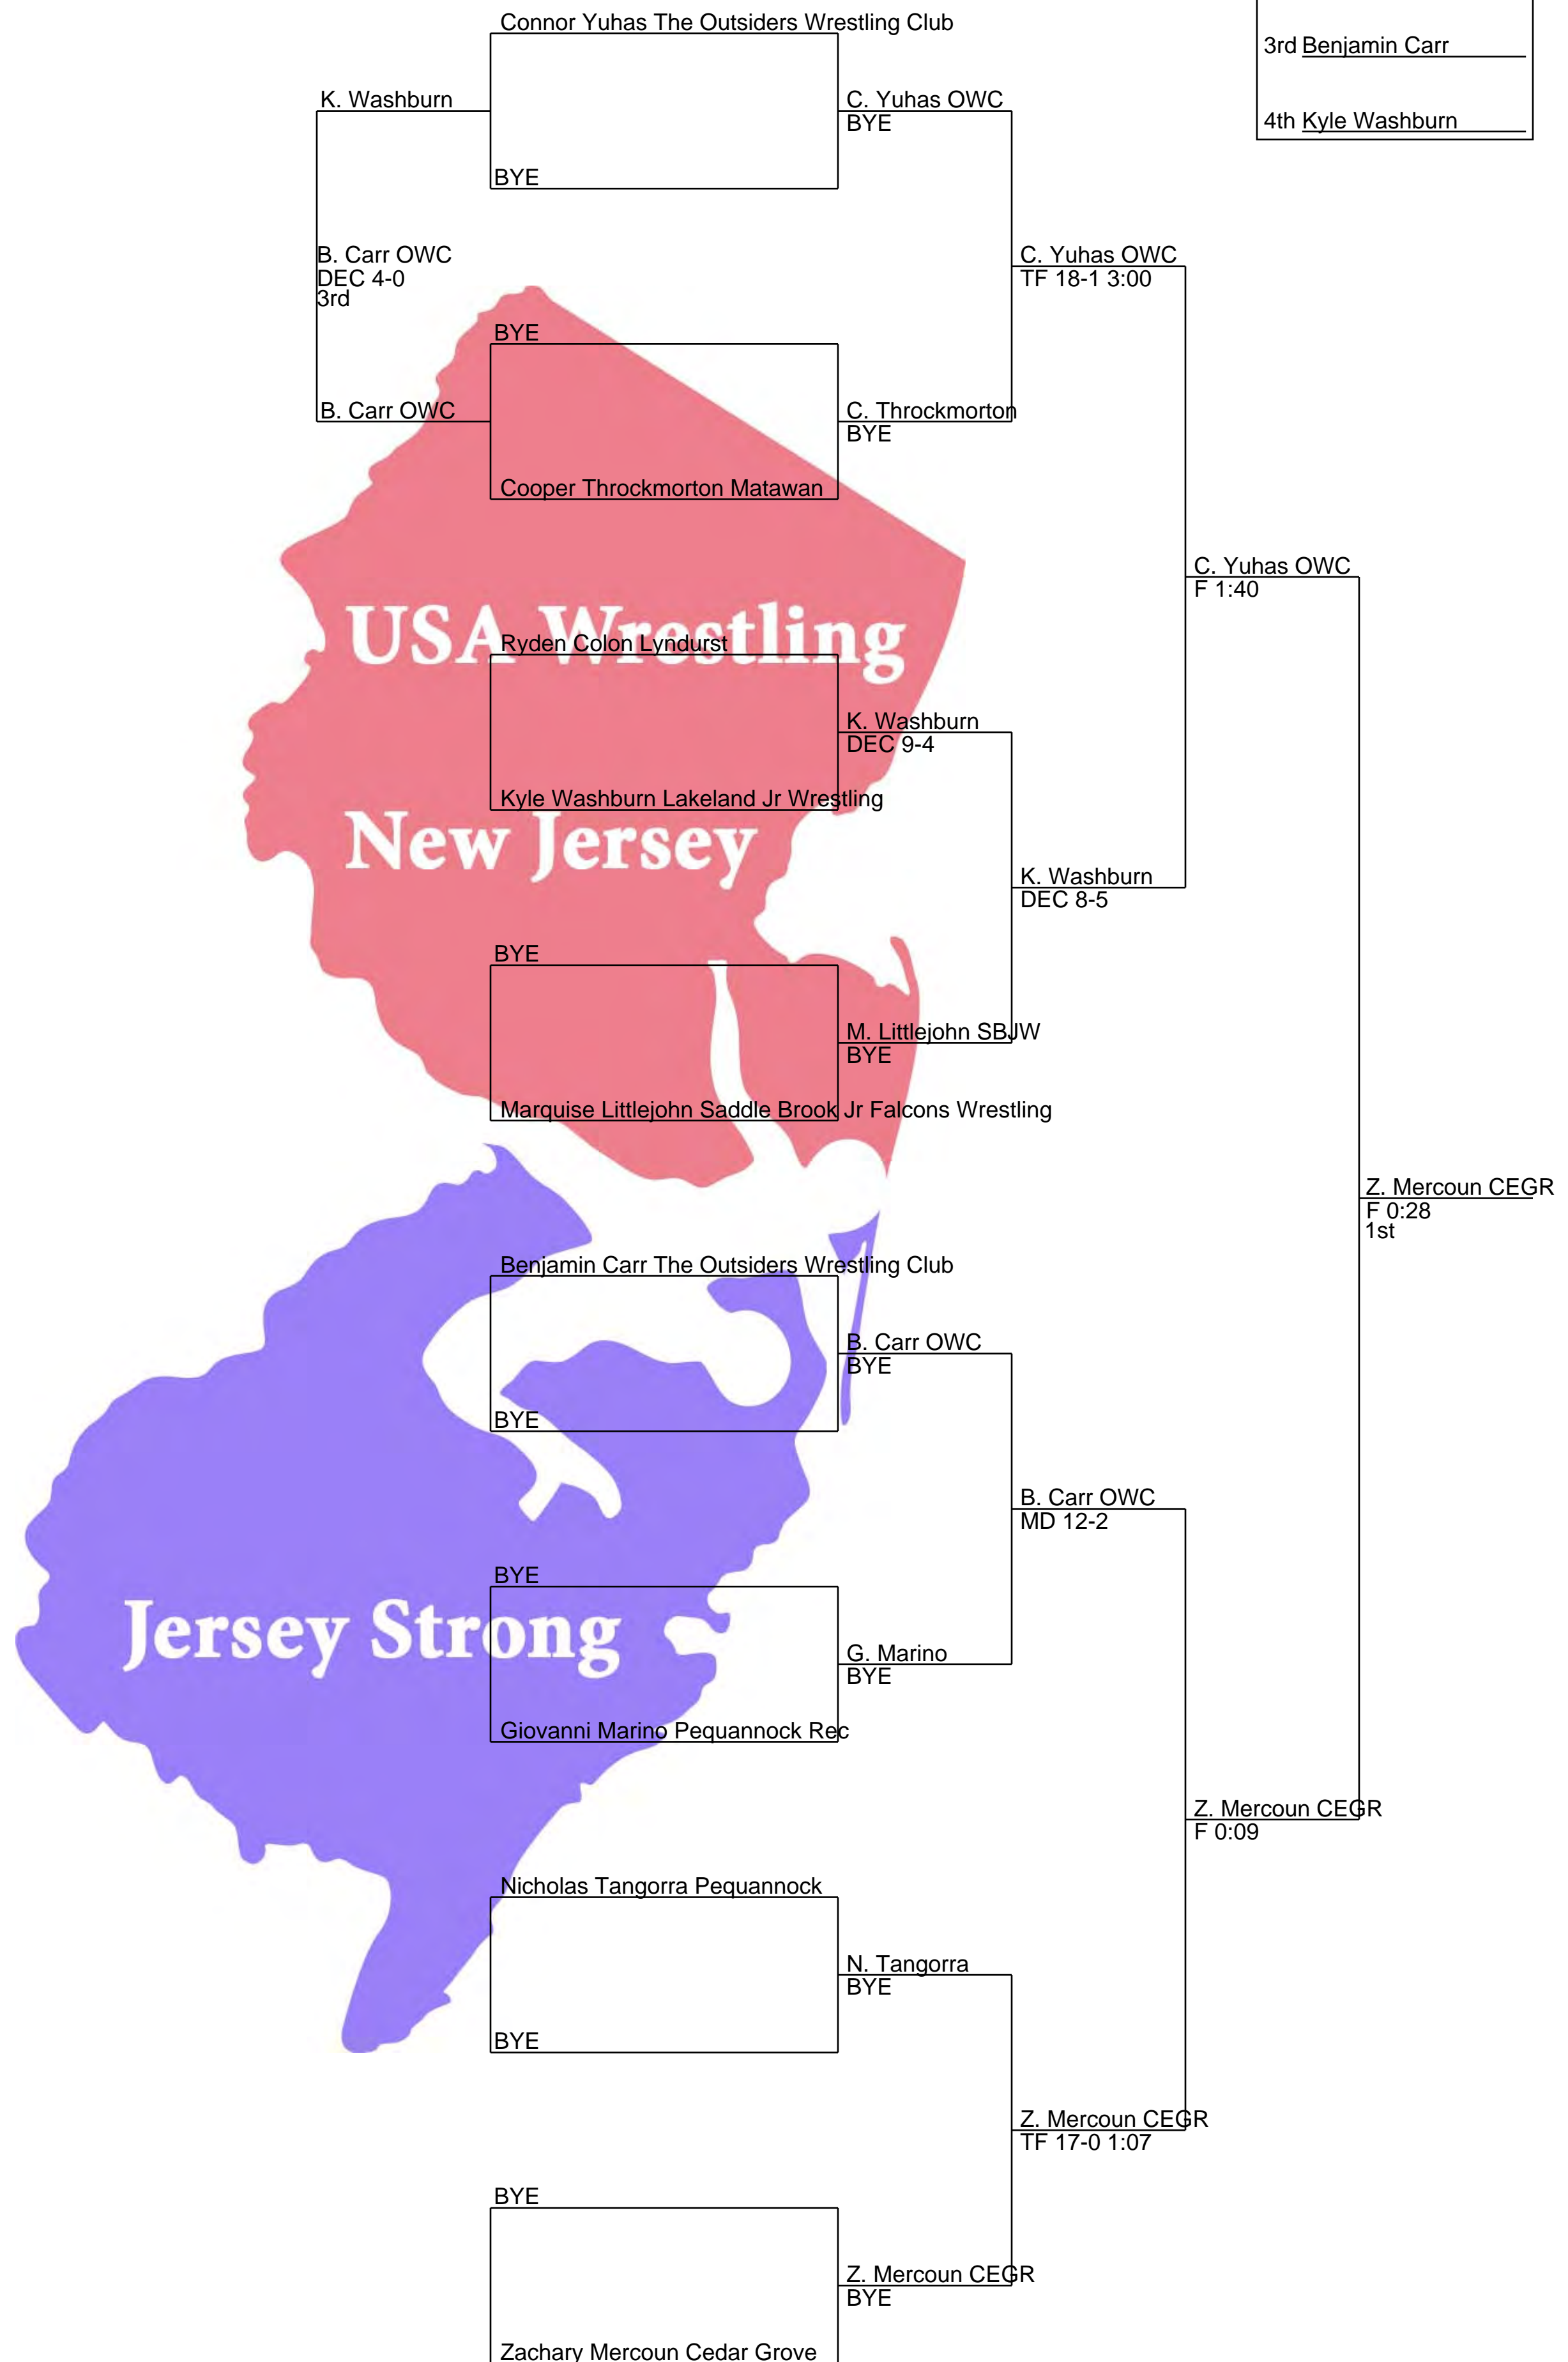 Connor Yuhas The Outsiders Wrestling Club
3rd Benjamin Carr
K. Washburn
C. Yuhas OWC
BYE
4th Kyle Washburn
BYE
B. Carr OWC
DEC 4-0
3rd
C. Yuhas OWC
TF 18-1 3:00
BYE
B. Carr OWC
C. Throckmorton
BYE
Cooper Throckmorton Matawan
C. Yuhas OWC
F 1:40
USA Wrestling
Ryden Colon Lyndurst
K. Washburn
DEC 9-4
Kyle Washburn Lakeland Jr Wrestling
New Jersey
K. Washburn
DEC 8-5
BYE
M. Littlejohn SBJW
BYE
Marquise Littlejohn Saddle Brook Jr Falcons Wrestling
Z. Mercoun CEGR
F 0:28
1st
Benjamin Carr The Outsiders Wrestling Club
B. Carr OWC
BYE
BYE
B. Carr OWC
MD 12-2
BYE
Jersey Strong
G. Marino
BYE
Giovanni Marino Pequannock Rec
Z. Mercoun CEGR
F 0:09
Nicholas Tangorra Pequannock
N. Tangorra
BYE
BYE
Z. Mercoun CEGR
TF 17-0 1:07
BYE
Z. Mercoun CEGR
BYE
Zachary Mercoun Cedar Grove